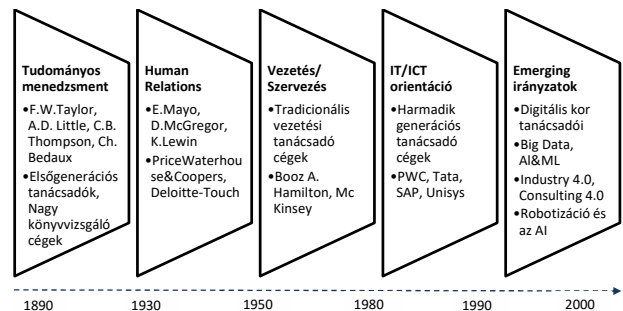 Tudományos
menedzsment
•F.W.Taylor,
A.D. Little, C.B.
Thompson, Ch.
Bedaux
•Elsőgenerációs
tanácsadók,
Nagy
könyvvizsgáló
cégek
Human
Relations
•E.Mayo,
D.McGregor,
K.Lewin
•PriceWaterhou
se&Coopers,
Deloitte-Touch
Vezetés/
Szervezés
•Tradicionális
vezetési
tanácsadó
cégek
•Booz A.
Hamilton, Mc
Kinsey
IT/ICT
orientáció
•Harmadik
generációs
tanácsadó
cégek
•PWC, Tata,
SAP, Unisys
Emerging
irányzatok
•Digitális kor
tanácsadói
•Big Data,
AI&ML
•Industry 4.0,
Consulting 4.0
•Robotizáció és
az AI
1890 1930 1950 1980 1990 2000